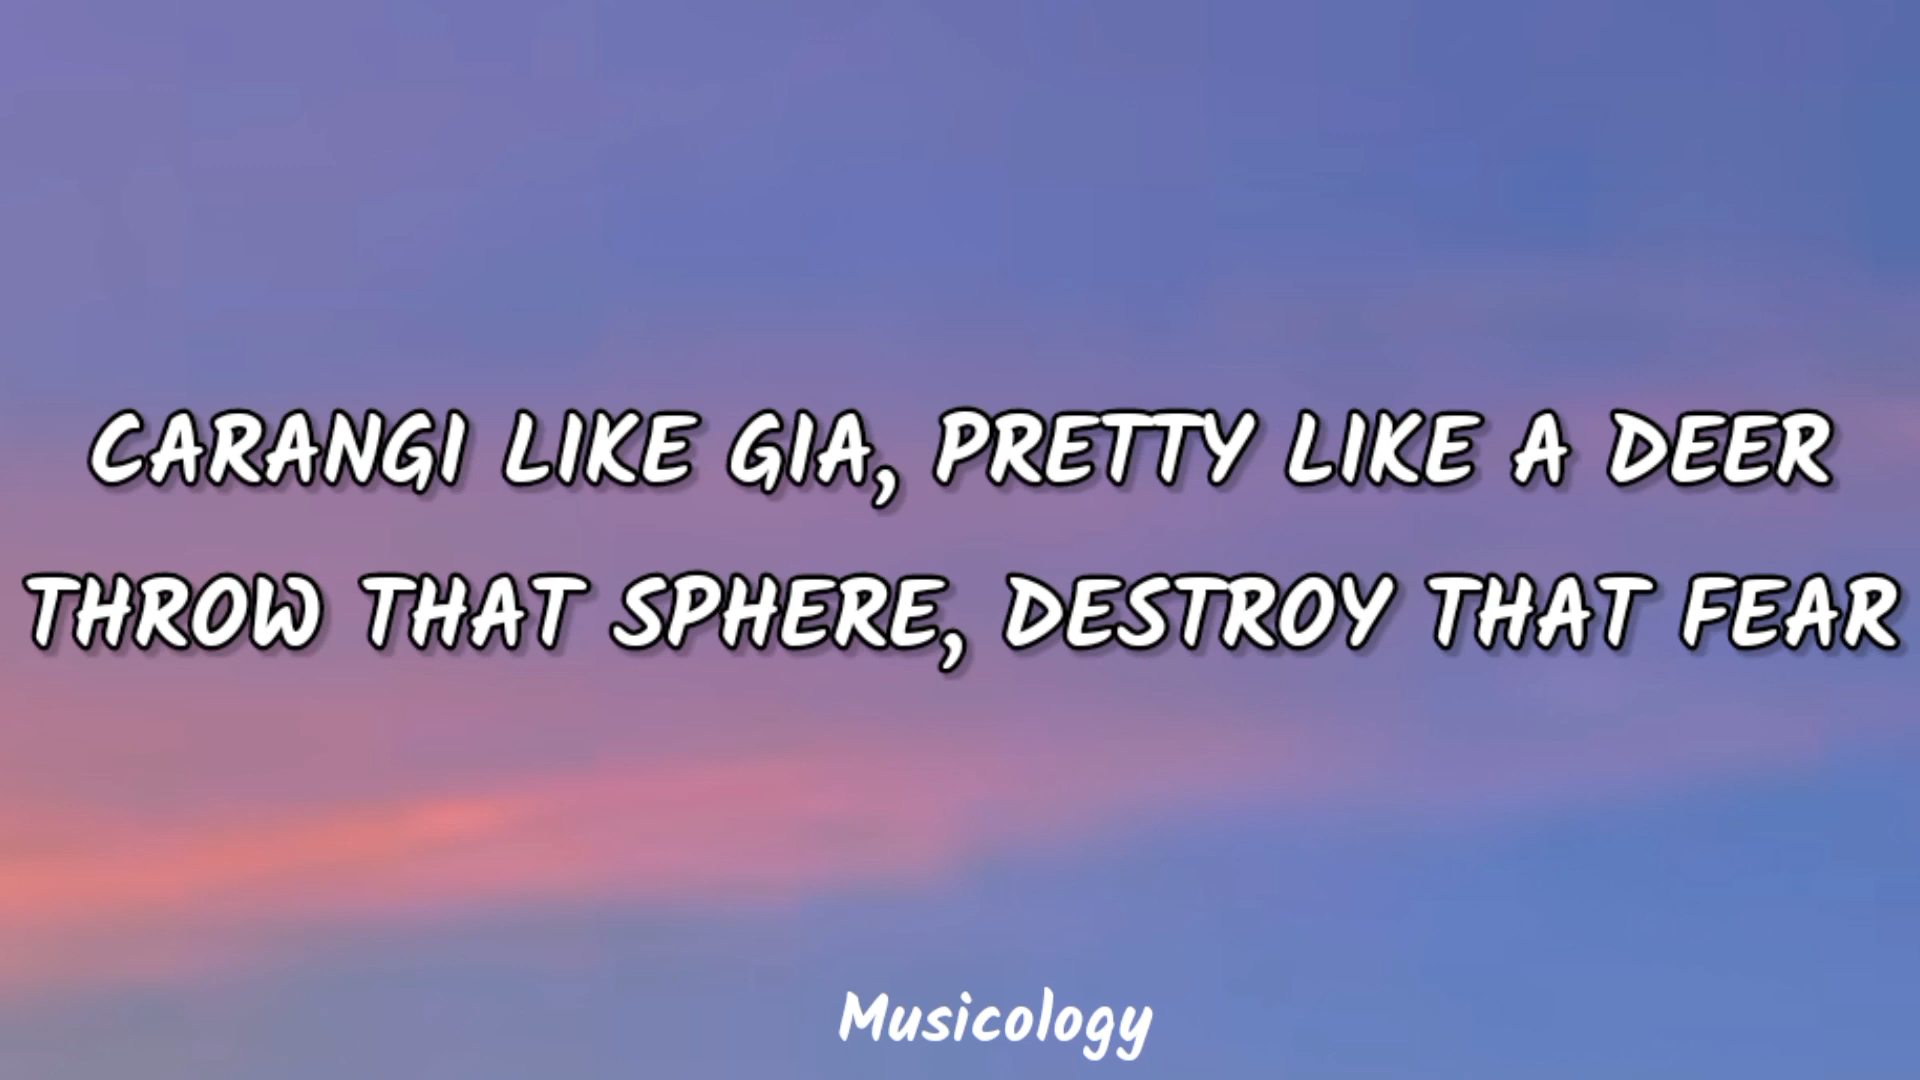 CARANGI LIKE GIA, PRETTY LIKE A DEER
THROW THAT SPHERE, DESTROY THAT FEAR
Musicology